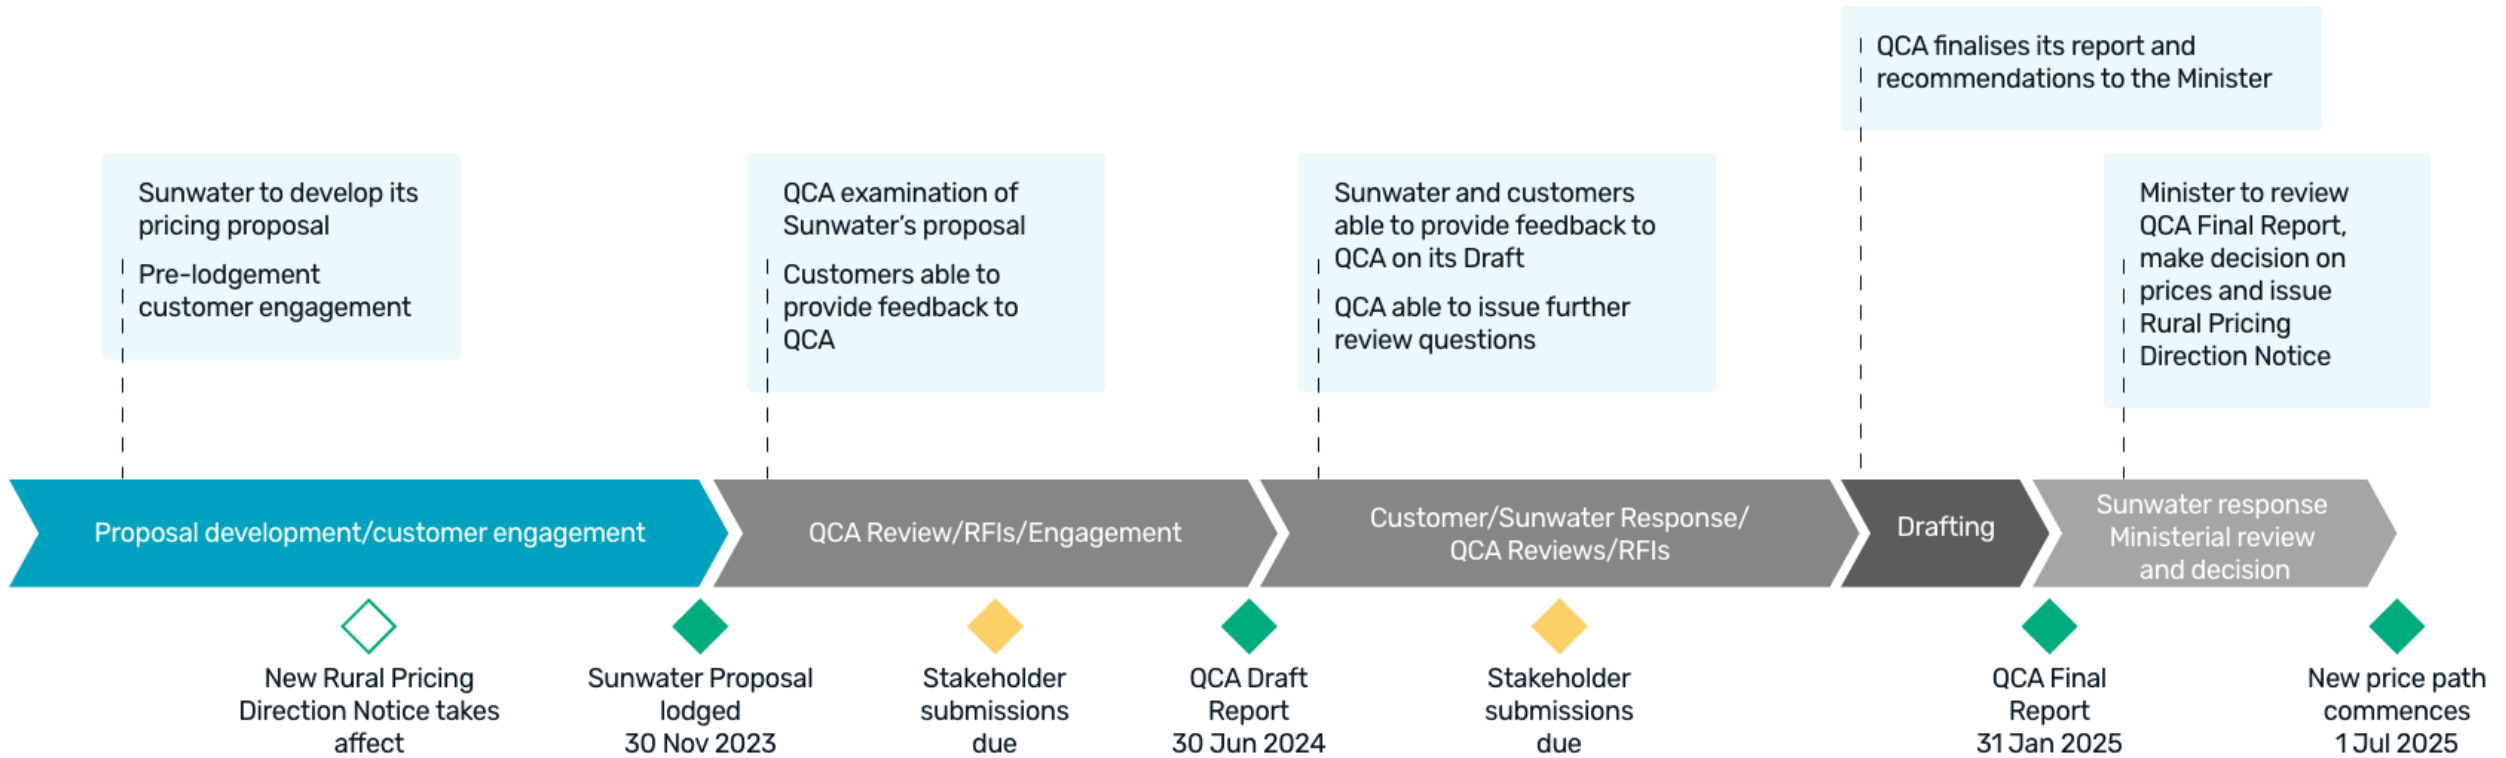 QCA finalises its report and
recommendations to the Minister
Sunwater to develop its
pricing proposal
Pre-lodgement
customer engagement
QCA examination of
Sunwater’s proposal
Customers able to
provide feedback to
QCA
Sunwater and customers
able to provide feedback to
QCA on its Draft
QCA able to issue further
review questions
Minister to review
QCA Final Report,
make decision on
prices and issue
Rural Pricing
Direction Notice
Proposal development/customer engagement
QCA Review/RFIs/Engagement
Customer/Sunwater Response/
QCA Reviews/RFIs
Drafting
Sunwater response
Ministerial review
and decision
New Rural Pricing
Direction Notice takes
affect
Sunwater Proposal
lodged
30 Nov 2023
Stakeholder
submissions
due
QCA Draft
Report
30 Jun 2024
Stakeholder
submissions
due
QCA Final
Report
31 Jan 2025
New price path
commences
1 Jul 2025